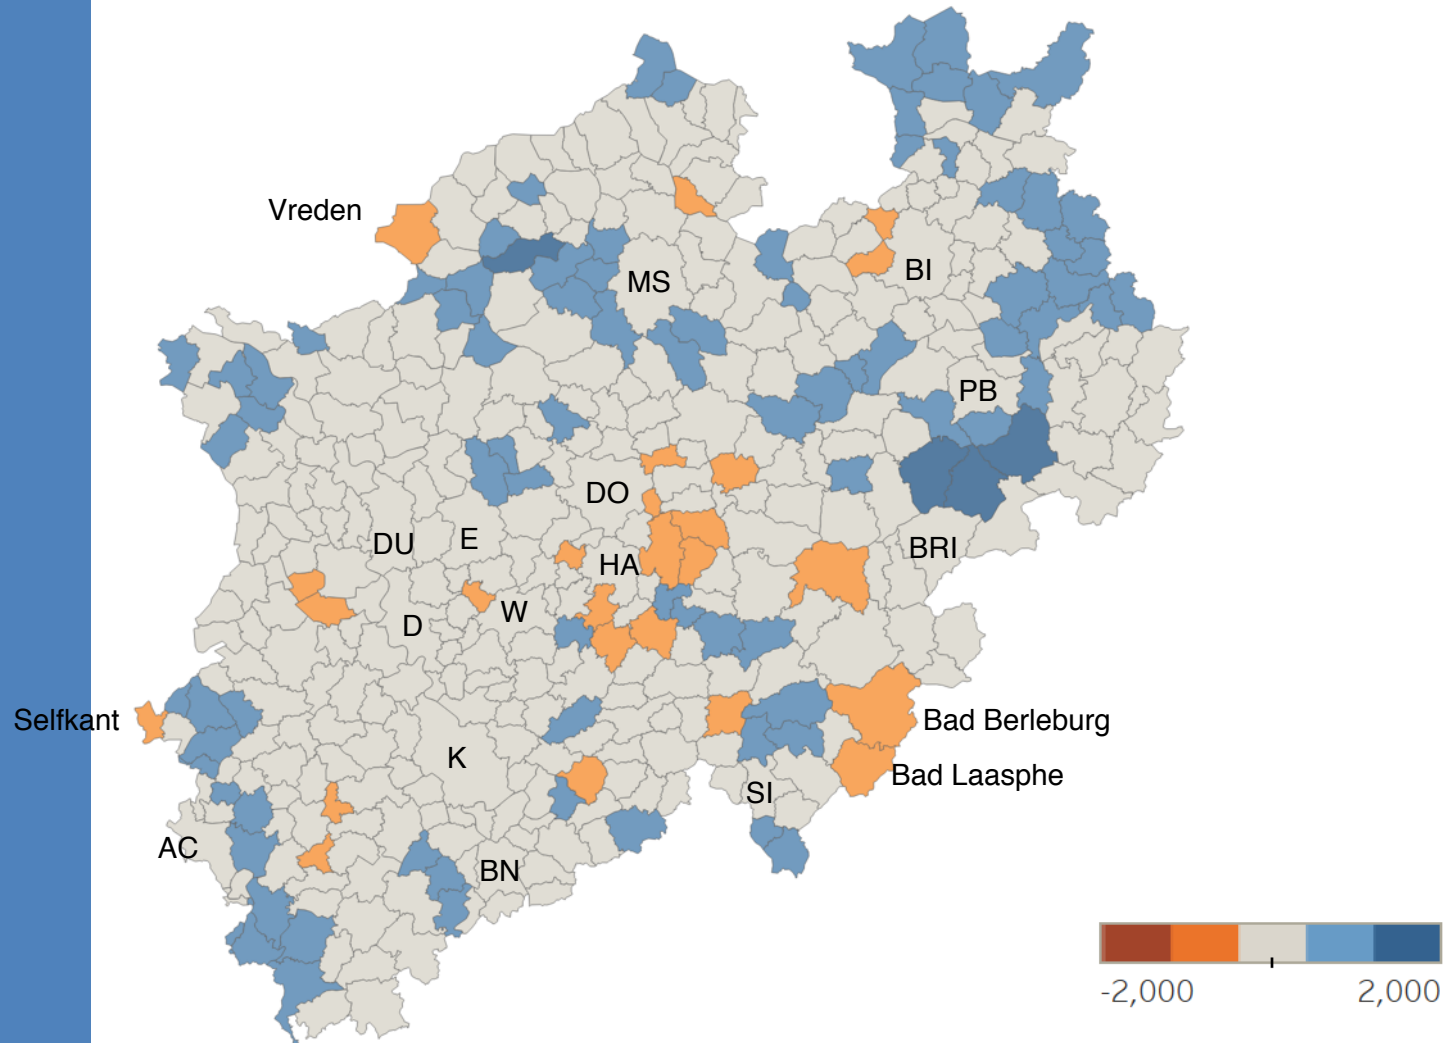 Vreden
MS
BI
PB
DO
DU
E
BRI
HA
W
D
Selfkant
Bad Berleburg
K
Bad Laasphe
SI
AC
BN
-2,000
2,000